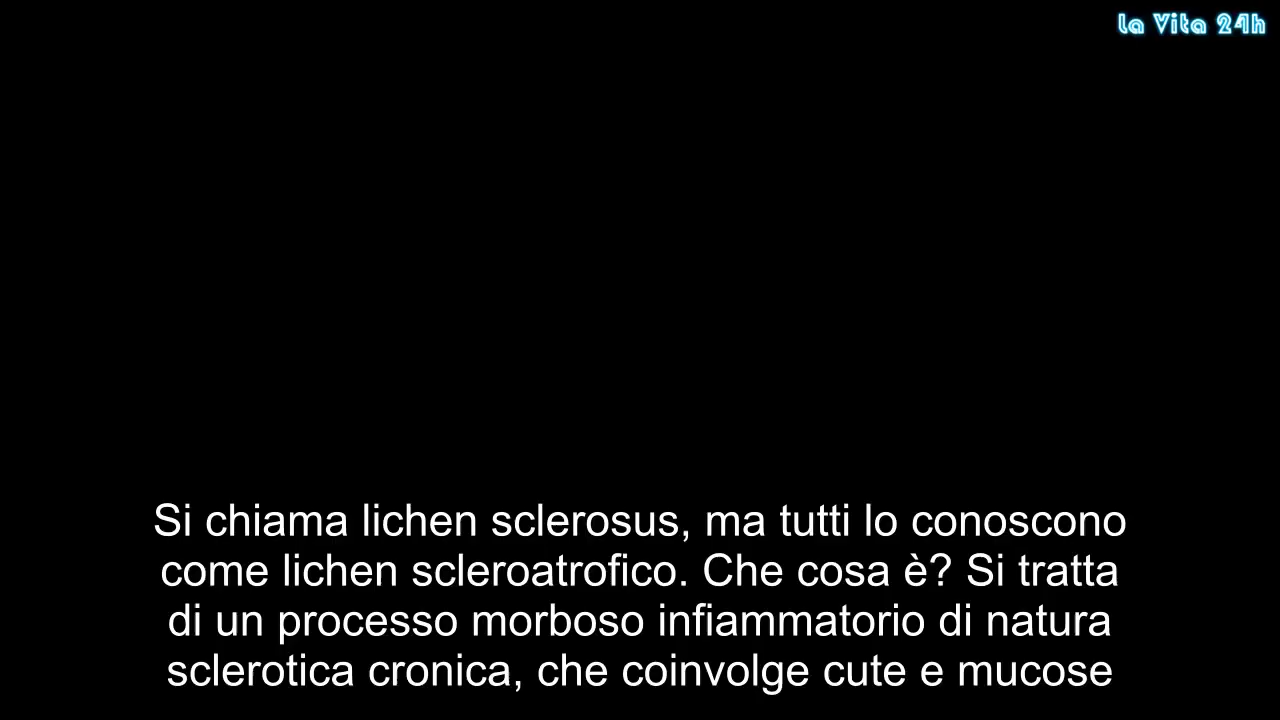 La Vita 24h
Si chiama lichen sclerosus, ma tutti lo conoscono
come lichen scleroatrofico. Che cosa è? Si tratta
di un processo morboso infiammatorio di natura
sclerotica cronica, che coinvolge cute e mucose